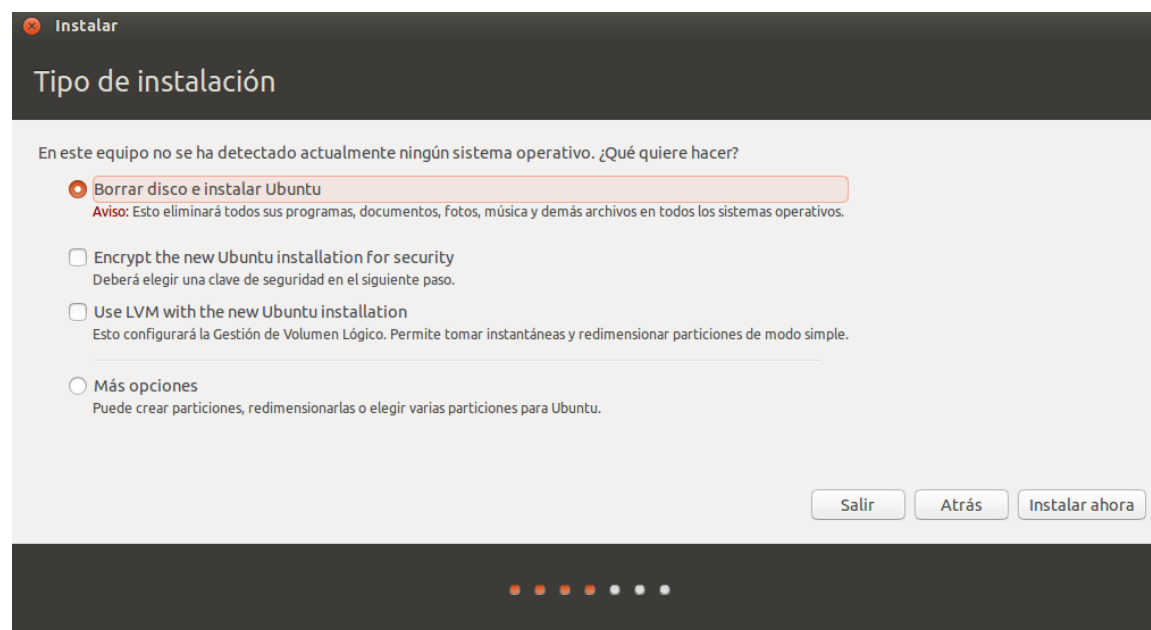 Instalar
Tipo de instalación
En este equipo no se ha detectado actualmente ningún sistema operativo. ¿Qué quiere hacer?
Borrar disco e instalar Ubuntu
Aviso: Esto eliminará todos sus programas, documentos, fotos, música y demás archivos en todos los sistemas operativos.
Encrypt the new Ubuntu installation for security
Deberá elegir una clave de seguridad en el siguiente paso.
Use LVM with the new Ubuntu installation
Esto configurará la Gestión de Volumen Lógico. Permite tomar instantáneas y redimensionar particiones de modo simple.
Más opciones
Puede crear particiones, redimensionarlas o elegir varias particiones para Ubuntu.
Salir Atrás Instalar ahora